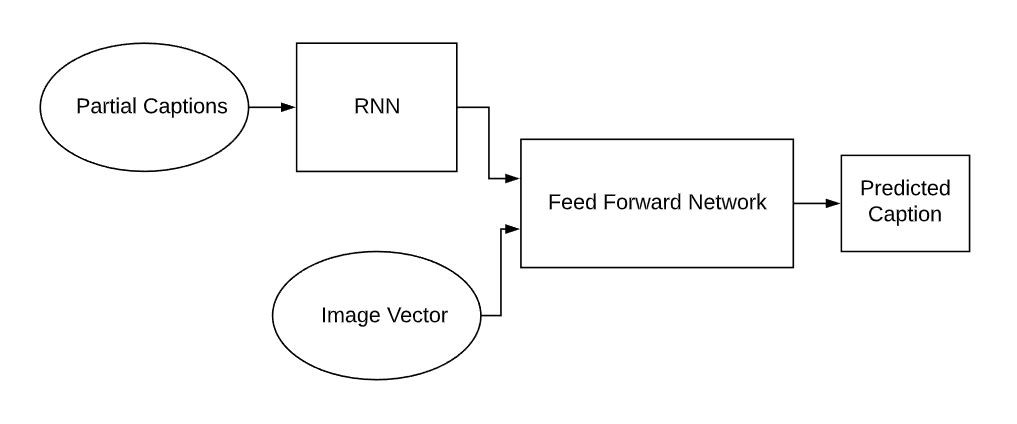 Partial Captions
RNN
Feed Forward Network
Predicted
Caption
Image Vector